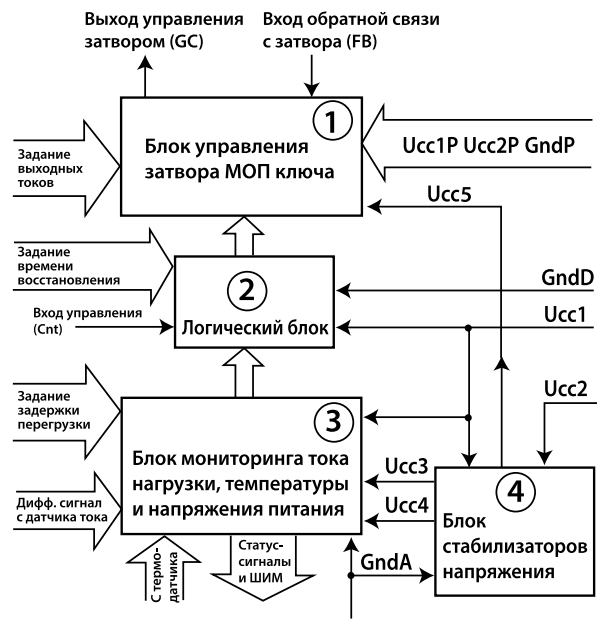 Выход управления
затвором (GC)
Вход обратной связи
с затвора (FB)
1
Блок управления
затвора МОП ключа
Задание
выходных
токов
Ucc1P Ucc2P GndP
Ucc5
Задание
времени
восстановления
2
Логический блок
GndD
Вход управления
(Cnt)
Ucc1
Задание
задержки
перегрузки
Ucc2
3
Блок мониторинга тока
нагрузки, температуры
и напряжения питания
Ucc3
Ucc4
4
Блок
стабилизаторов
напряжения
Дифф. сигнал
с датчика тока
С термо-
датчика
Статус-
сигналы
и ШИМ
GndA